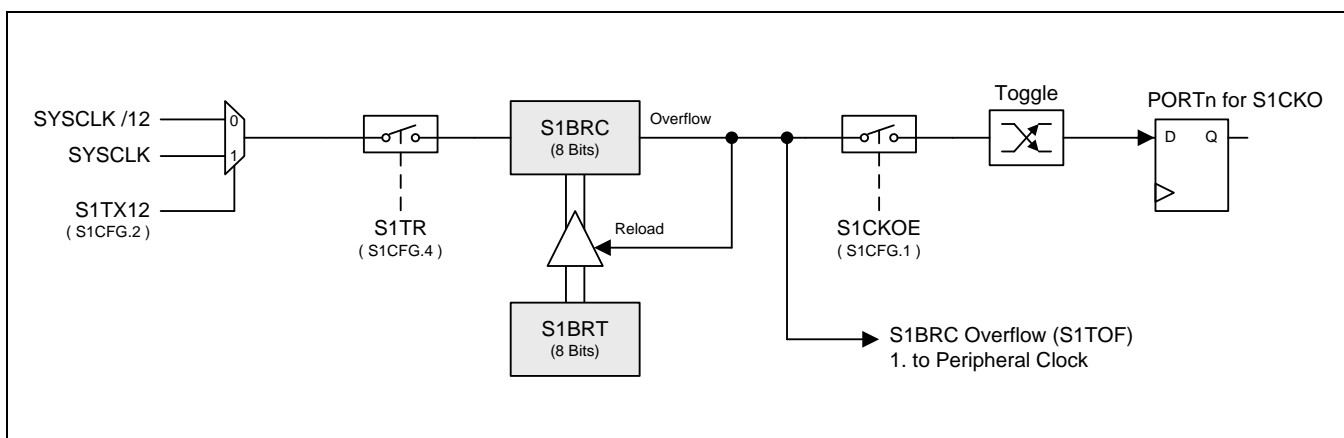 SYSCLK /12
SYSCLK
0
1
S1TX12
( S1CFG.2 )
S1TR
( S1CFG.4 )
S1BRC
(8 Bits)
Overflow
Reload
S1BRT
(8 Bits)
S1CKOE
( S1CFG.1 )
Toggle
PORTn for S1CKO
D Q
S1BRC Overflow (S1TOF)
1. to Peripheral Clock